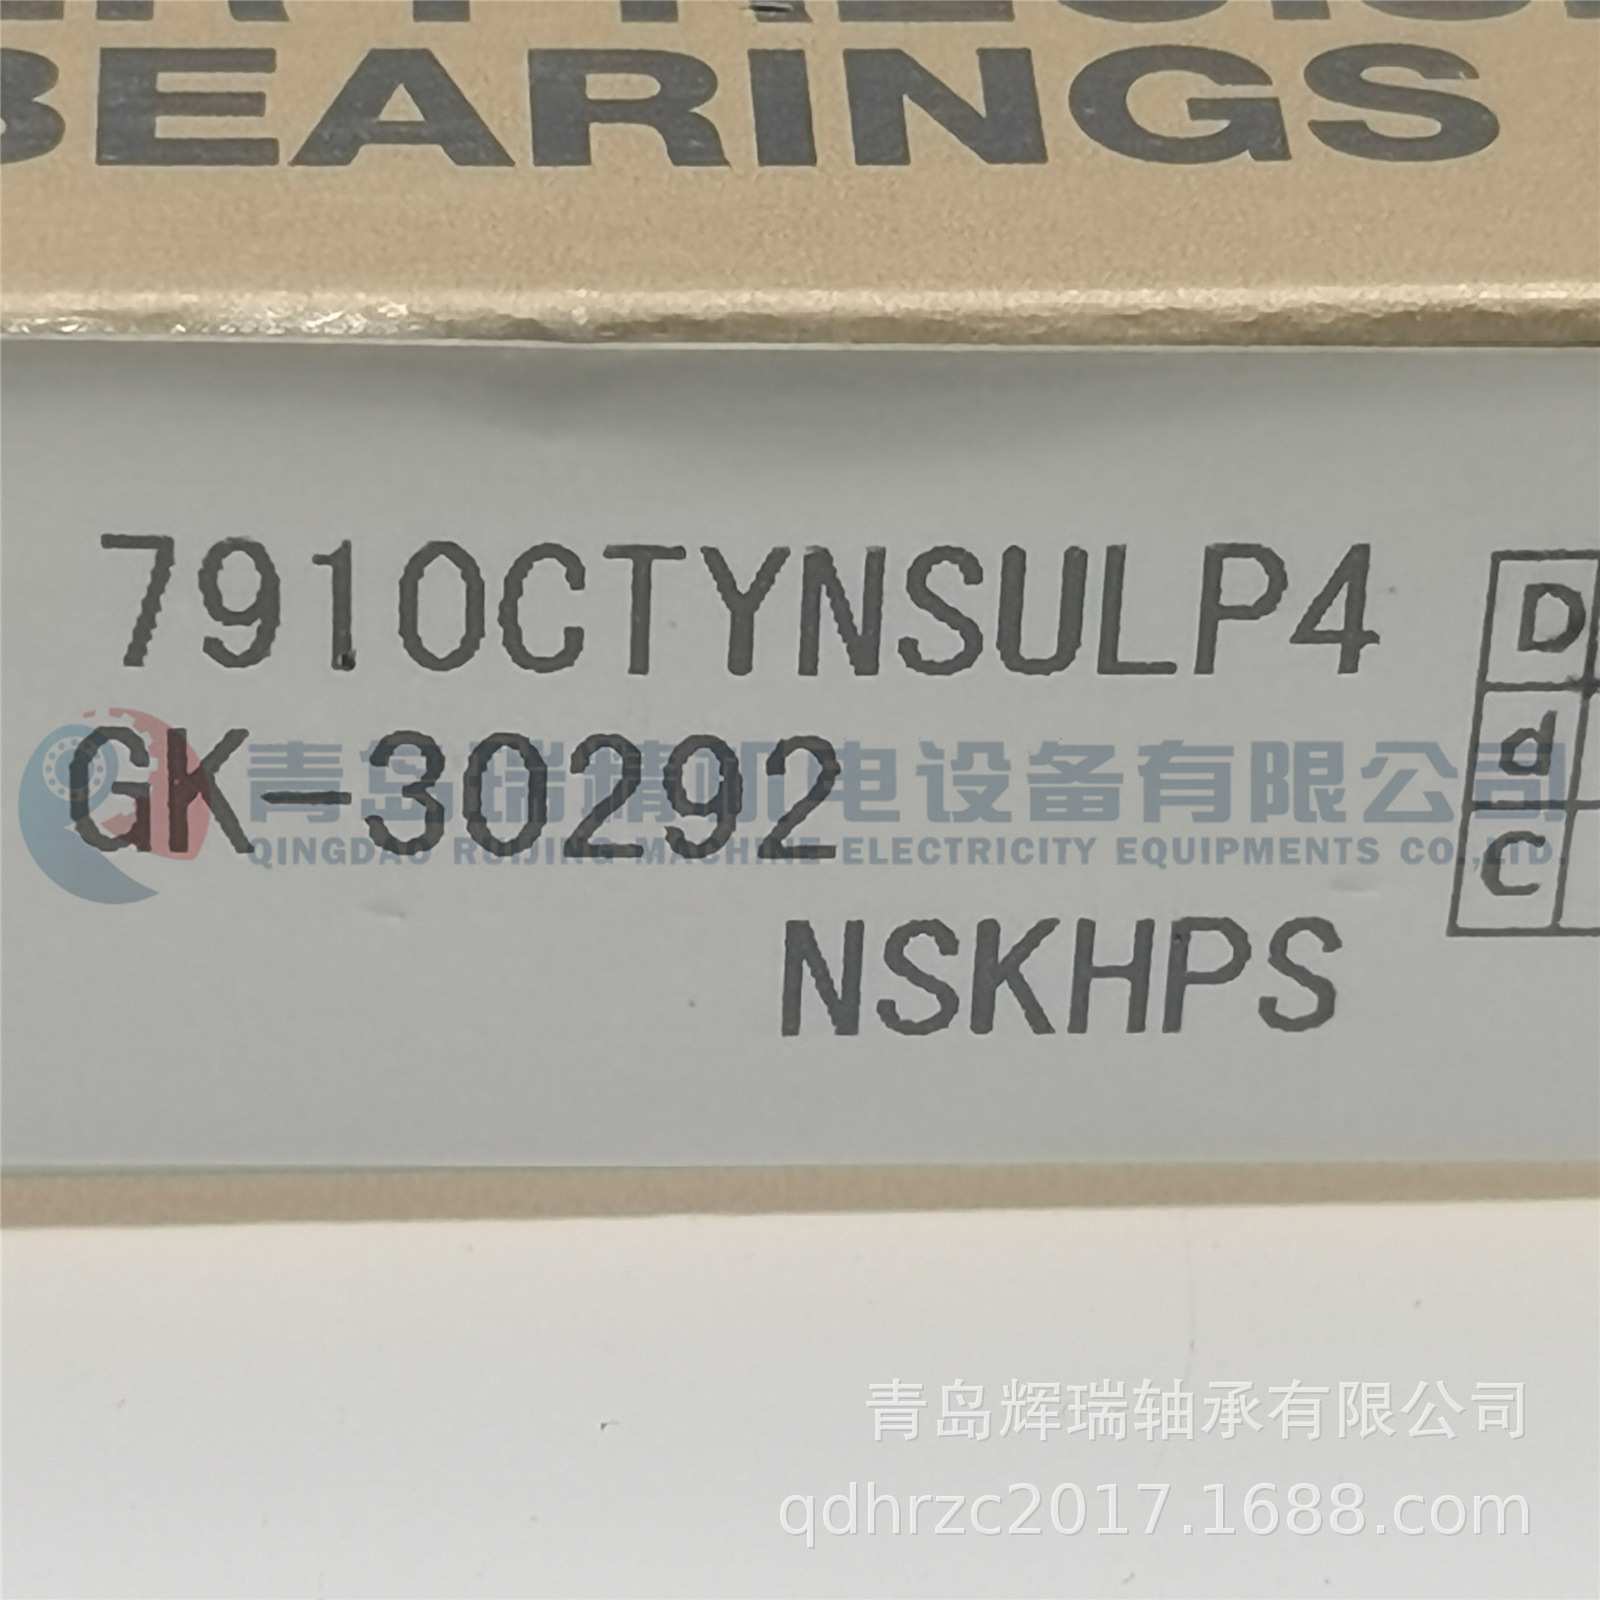 BEARINGS
7910CTYNSULP4
D
d
GK-30292
青岛瑞精机电设备有限公司
QINGDAO RUIJING MACHINE ELECTRICITY EQUIPMENTS CO.,LTD.
C
NSKHPS
青岛辉瑞轴承有限公司
qdhrzc2017.1688.com